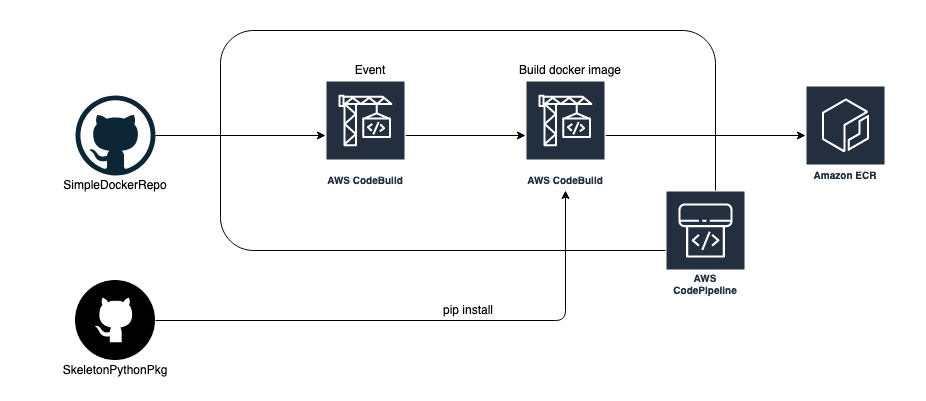 Event
Build docker image
SimpleDockerRepo
AWS CodeBuild
AWS CodeBuild
Amazon ECR
AWS
CodePipeline
pip install
SkeletonPythonPkg